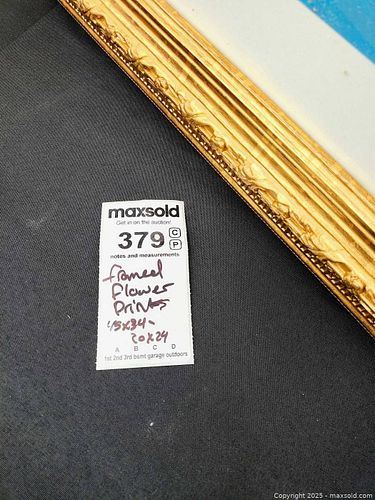 maxsold
Get in on the auction!
379 C
P
notes and measurements
framed
Flower
Prints
45x34-
20x24
A B C D
1st 2nd 3rd bsmt garage outdoors
Copyright 2025 - maxsold.com